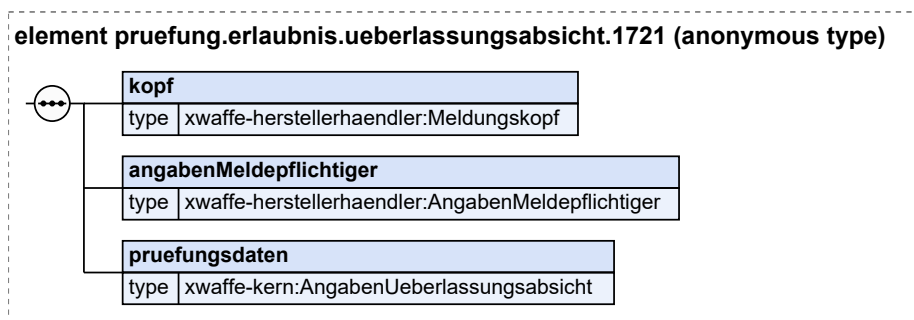 element pruefung.erlaubnis.ueberlassungsabsicht.1721 (anonymous type)
kopf
type xwaffe-herstellerhaendler:Meldungskopf
angabenMeldepflichtiger
type xwaffe-herstellerhaendler:AngabenMeldepflichtiger
pruefungsdaten
type xwaffe-kern:AngabenUeberlassungsabsicht